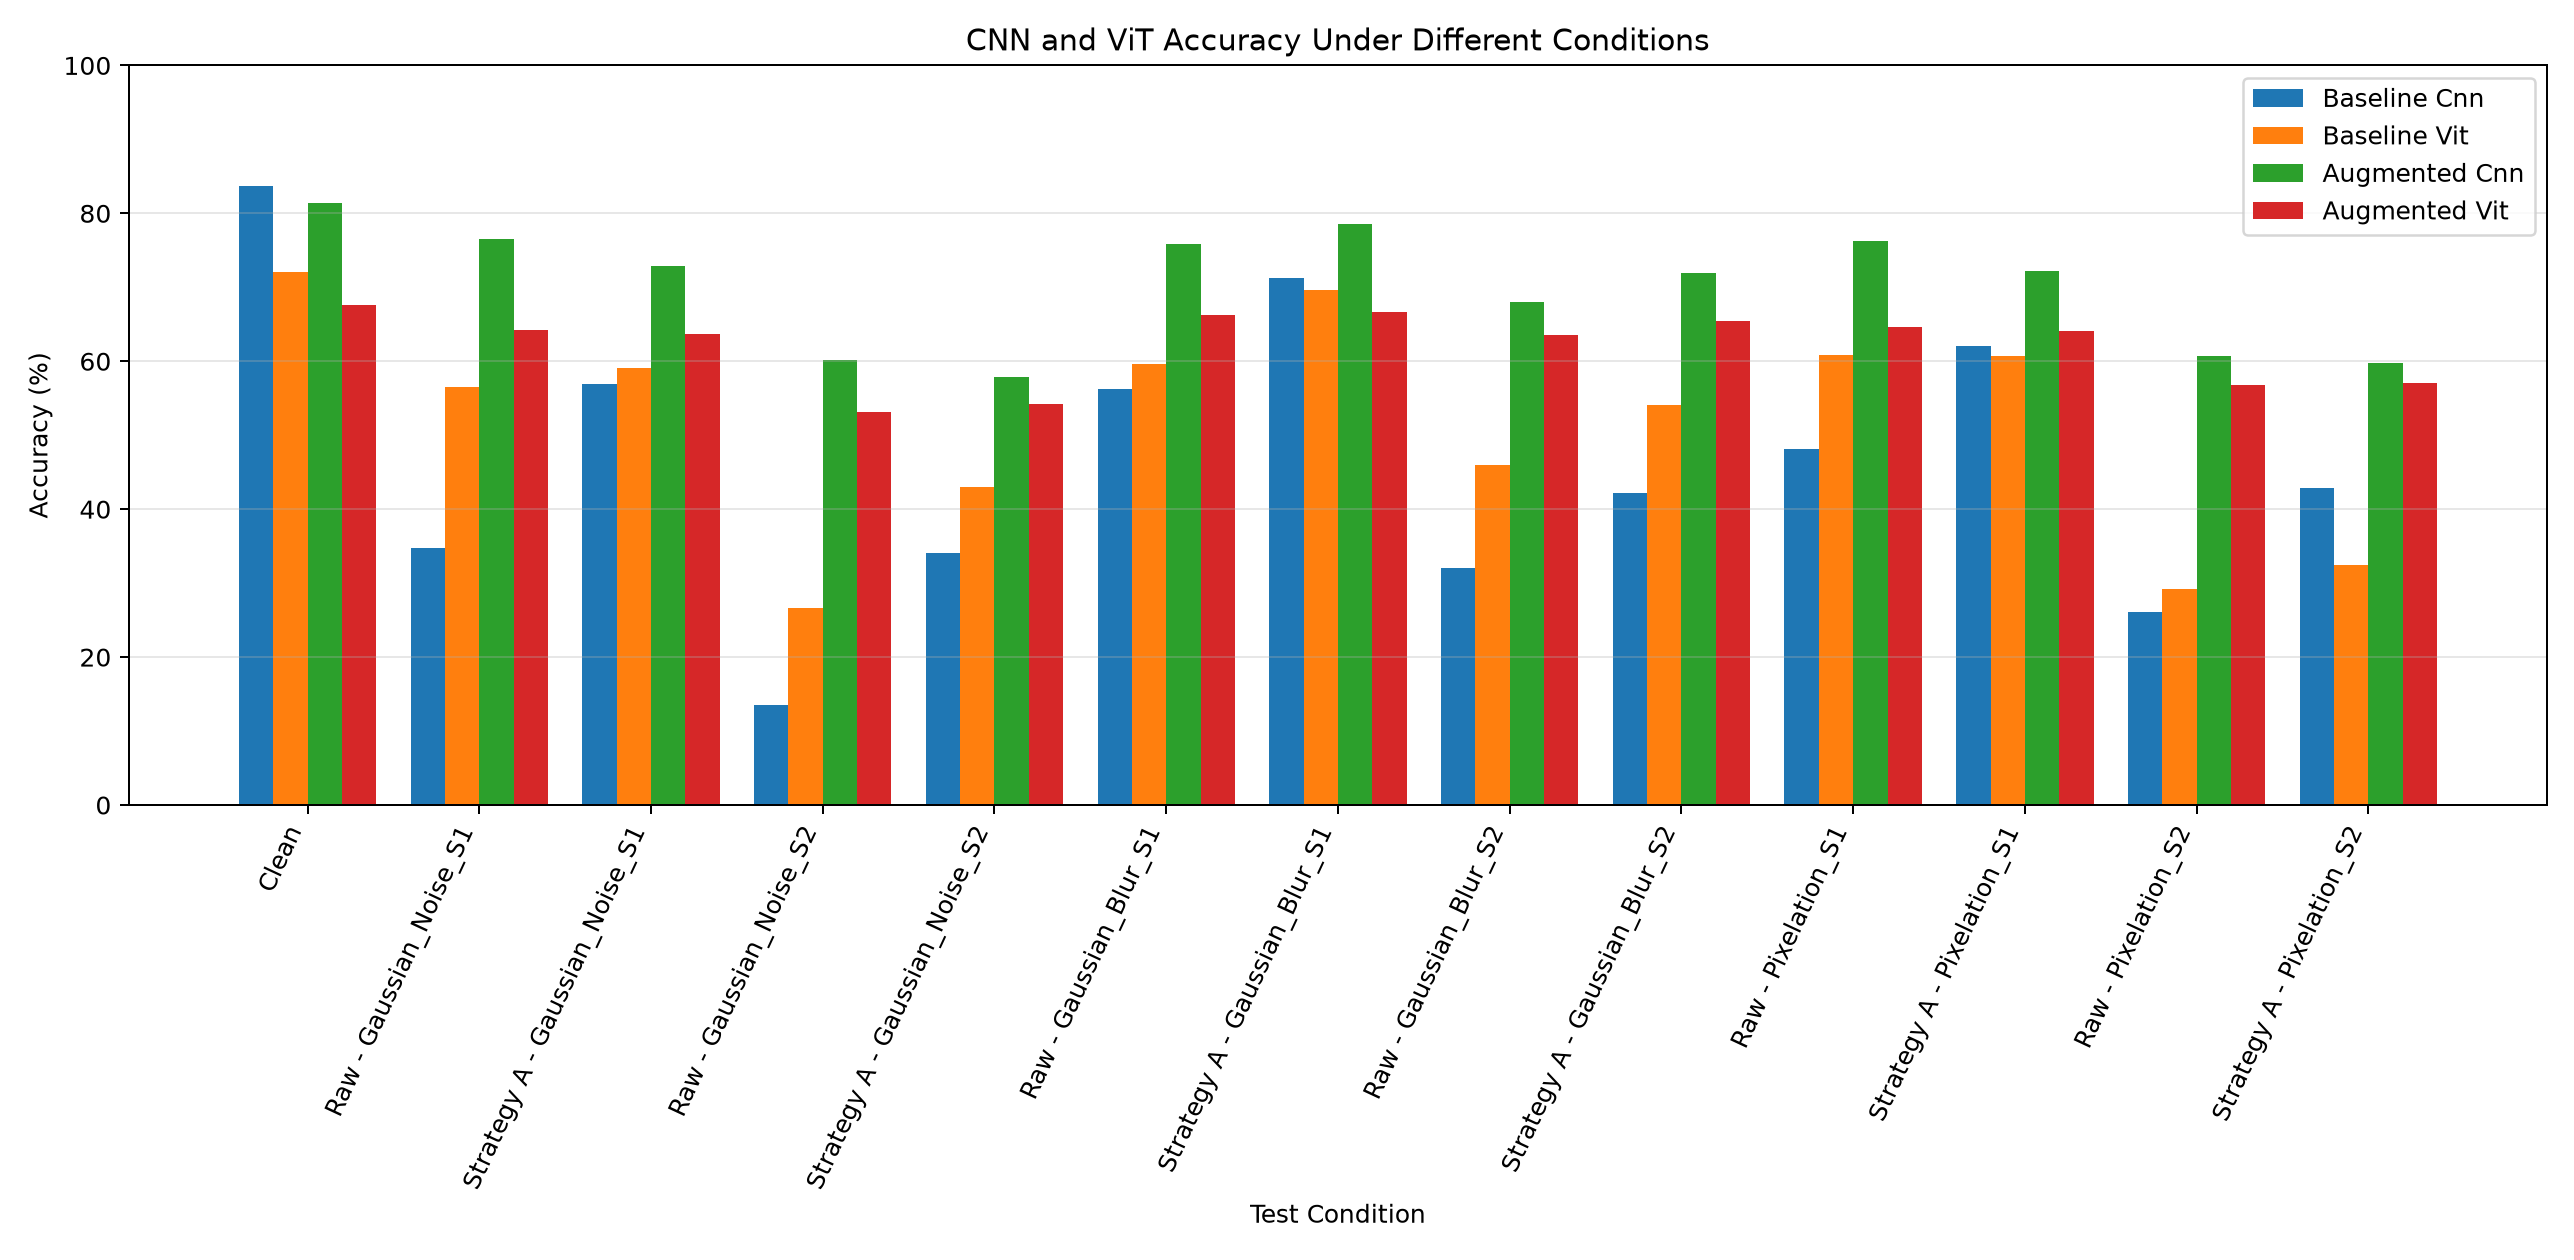 CNN and ViT Accuracy Under Different Conditions
100
80
60
40
20
0
Accuracy (%)
Baseline Cnn
Baseline Vit
Augmented Cnn
Augmented Vit
Clean
Raw - Gaussian_Noise_S1
Strategy A - Gaussian_Noise_S1
Raw - Gaussian_Noise_S2
Strategy A - Gaussian_Noise_S2
Raw - Gaussian_Blur_S1
Strategy A - Gaussian_Blur_S1
Raw - Gaussian_Blur_S2
Strategy A - Gaussian_Blur_S2
Raw - Pixelation_S1
Strategy A - Pixelation_S1
Raw - Pixelation_S2
Strategy A - Pixelation_S2
Test Condition